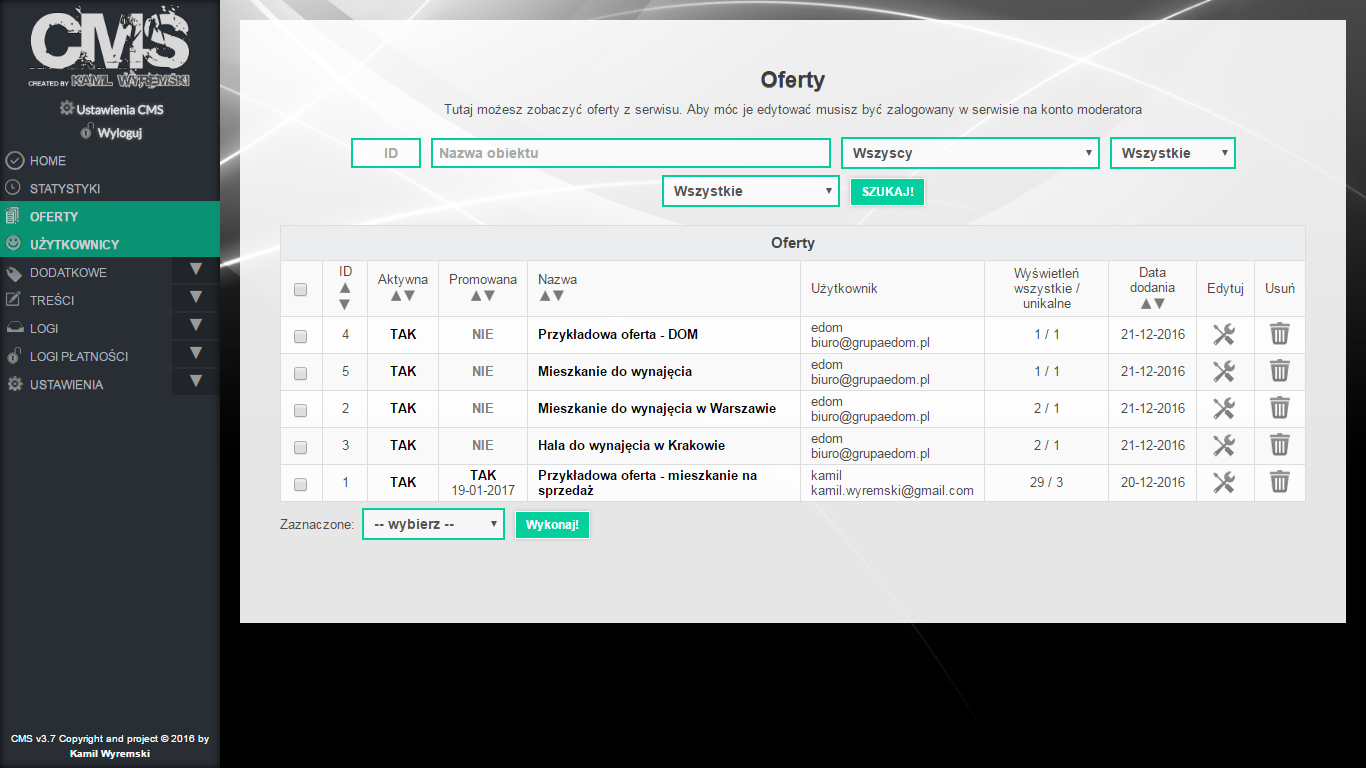 CMS
CREATED BY KAMIL WYREMSKI
Ustawienia CMS
Wyloguj
HOME
STATYSTYKI
OFERTY
UŻYTKOWNICY
DODATKOWE
TREŚCI
LOGI
LOGI PŁATNOŚCI
USTAWIENIA
CMS v3.7 Copyright and project © 2016 by
Kamil Wyremski
Oferty
Tutaj możesz zobaczyć oferty z serwisu. Aby móc je edytować musisz być zalogowany w serwisie na konto moderatora
ID Nazwa obiektu Wszyscy Wszystkie
Wszystkie SZUKAJ!
Oferty
ID Aktywna Promowana Nazwa Użytkownik Wyświetleń wszystkie / unikalne Data dodania Edytuj Usuń
4 TAK NIE Przykładowa oferta - DOM edom biuro@grupaedom.pl 1 / 1 21-12-2016
5 TAK NIE Mieszkanie do wynajęcia edom biuro@grupaedom.pl 1 / 1 21-12-2016
2 TAK NIE Mieszkanie do wynajęcia w Warszawie edom biuro@grupaedom.pl 2 / 1 21-12-2016
3 TAK NIE Hala do wynajęcia w Krakowie edom biuro@grupaedom.pl 2 / 1 21-12-2016
1 TAK TAK 19-01-2017 Przykładowa oferta - mieszkanie na sprzedaż kamil kamil.wyremski@gmail.com 29 / 3 20-12-2016
Zaznaczone: -- wybierz -- Wykonaj!